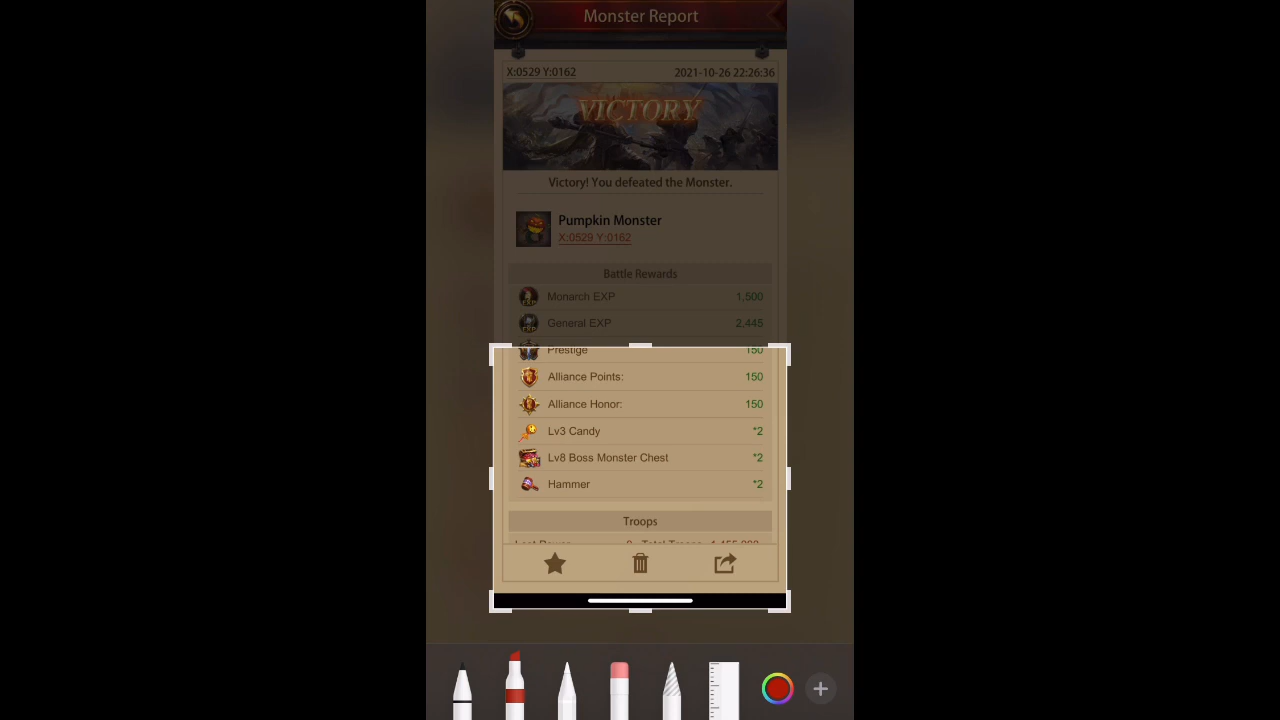 Monster Report
X:0529 Y:0162 2021-10-26 22:26:36
VICTORY
Victory! You defeated the Monster.
Pumpkin Monster
X:0529 Y:0162
Battle Rewards
Monarch EXP 1,500
General EXP 2,445
Prestige 150
Alliance Points: 150
Alliance Honor: 150
Lv3 Candy *2
Lv8 Boss Monster Chest *2
Hammer *2
Troops